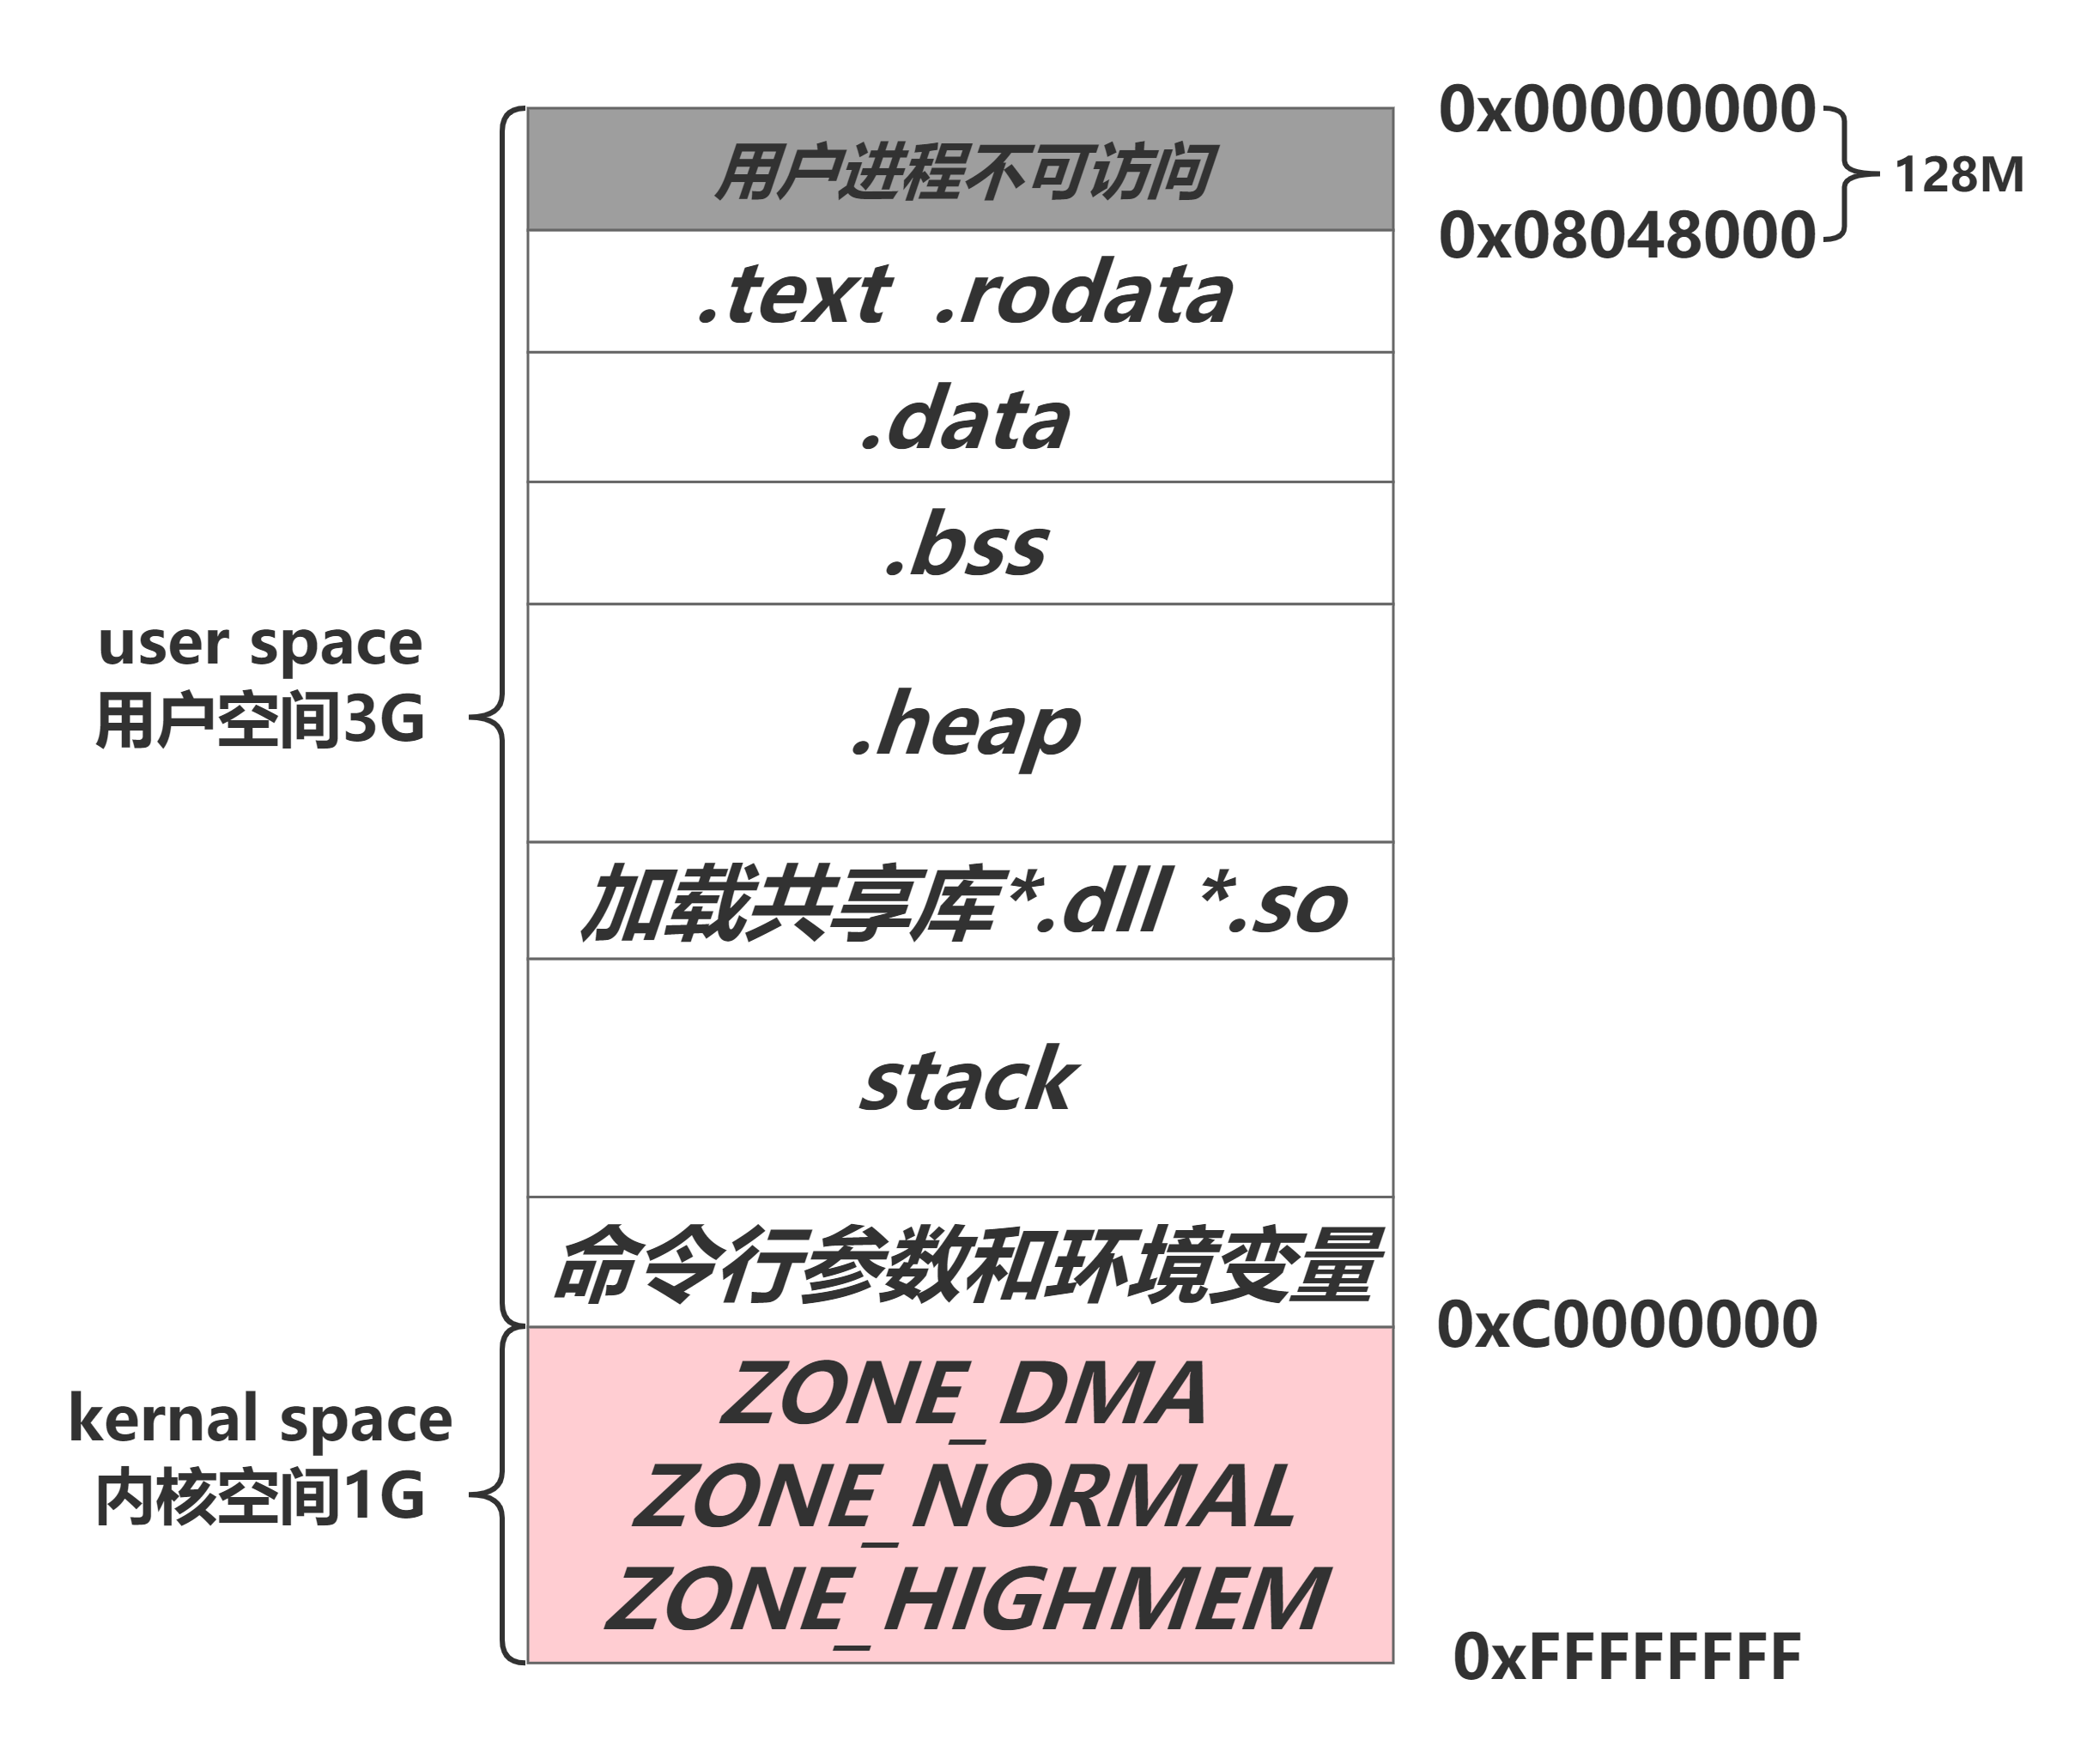 0x00000000
用户进程不可访问
128M
0x08048000
.text .rodata
.data
.bss
user space
用户空间3G
.heap
加载共享库*.dll *.so
stack
命令行参数和环境变量
0xC0000000
kernal space
内核空间1G
ZONE_DMA
ZONE_NORMAL
ZONE_HIGHMEM
0xFFFFFFFF